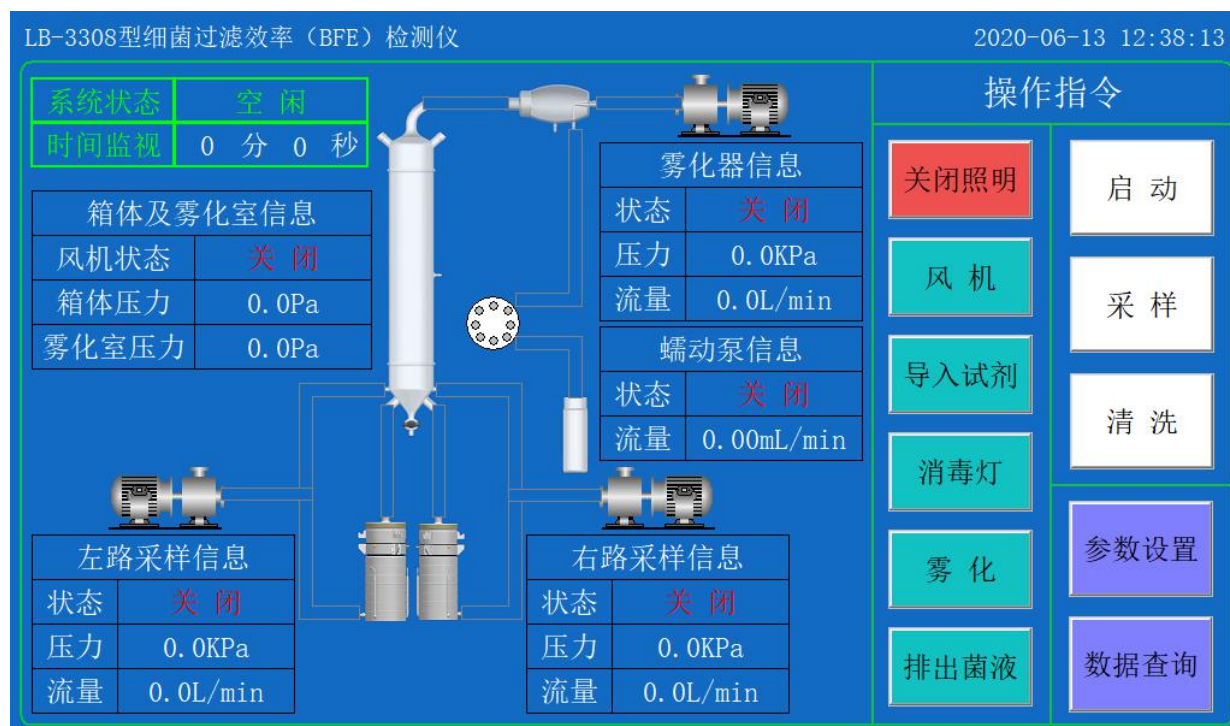 LB-3308型细菌过滤效率（BFE）检测仪 2020-06-13 12:38:13
系统状态 空 闲
时间监视 0 分 0 秒
箱体及雾化室信息
风机状态 关 闭
箱体压力 0.0Pa
雾化室压力 0.0Pa
雾化器信息
状态 关 闭
压力 0.0KPa
流量 0.0L/min
蠕动泵信息
状态 关 闭
流量 0.00mL/min
左路采样信息
状态 关 闭
压力 0.0KPa
流量 0.0L/min
右路采样信息
状态 关 闭
压力 0.0KPa
流量 0.0L/min
操作指令
关闭照明
风 机
导入试剂
消毒灯
雾 化
排出菌液
启 动
采 样
清 洗
参数设置
数据查询